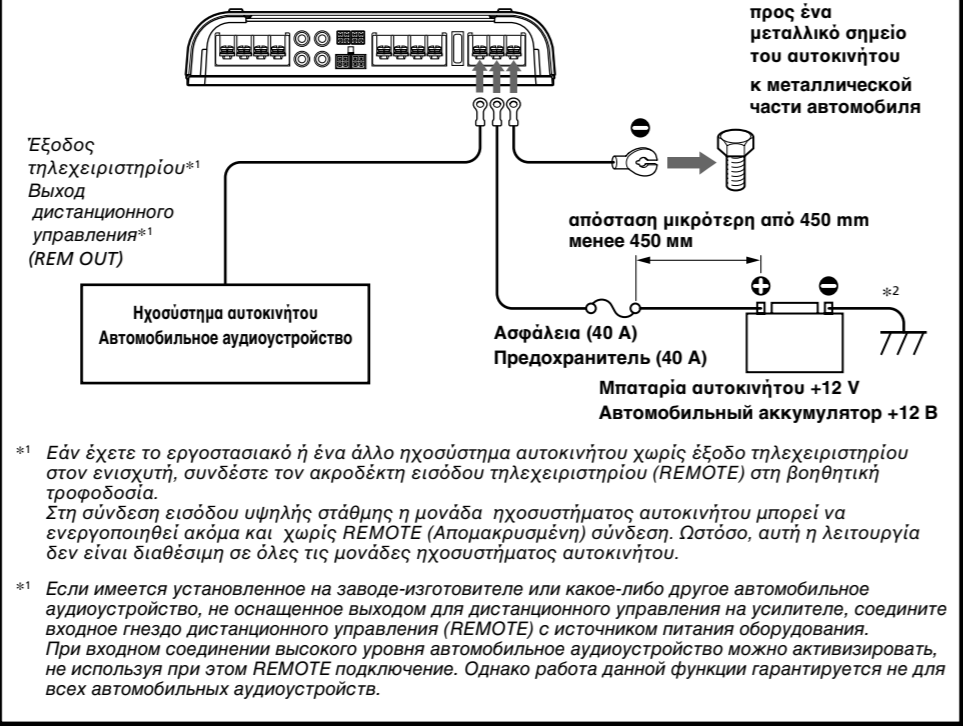 προς ένα
μεταλλικό σημείο
του αυτοκινήτου
κ металлической
части автомобиля
Έξοδος
τηλεχειριστηρίου*1
Выход
дистанционного
управления*1
(REM OUT)
απόσταση μικρότερη από 450 mm
менее 450 мм
*2
Ηχοσύστημα αυτοκινήτου
Автомобильное аудиоустройство
Ασφάλεια (40 A)
Предохранитель (40 A)
Μπαταρία αυτοκινήτου +12 V
Автомобильный аккумулятор +12 В
*1 Εάν έχετε το εργοστασιακό ή ένα άλλο ηχοσύστημα αυτοκινήτου χωρίς έξοδο τηλεχειριστηρίου
στον ενισχυτή, συνδέστε τον ακροδέκτη εισόδου τηλεχειριστηρίου (REMOTE) στη βοηθητική
τροφοδοσία.
Στη σύνδεση εισόδου υψηλής στάθμης η μονάδα ηχοσυστήματος αυτοκινήτου μπορεί να
ενεργοποιηθεί ακόμα και χωρίς REMOTE (Απομακρυσμένη) σύνδεση. Ωστόσο, αυτή η λειτουργία
δεν είναι διαθέσιμη σε όλες τις μονάδες ηχοσυστήματος αυτοκινήτου.
*1 Если имеется установленное на заводе-изготовителе или какое-либо другое автомобильное
аудиоустройство, не оснащенное выходом для дистанционного управления на усилителе, соедините
входное гнездо дистанционного управления (REMOTE) с источником питания оборудования.
При входном соединении высокого уровня автомобильное аудиоустройство можно активизировать,
не используя при этом REMOTE подключение. Однако работа данной функции гарантируется не для
всех автомобильных аудиоустройств.